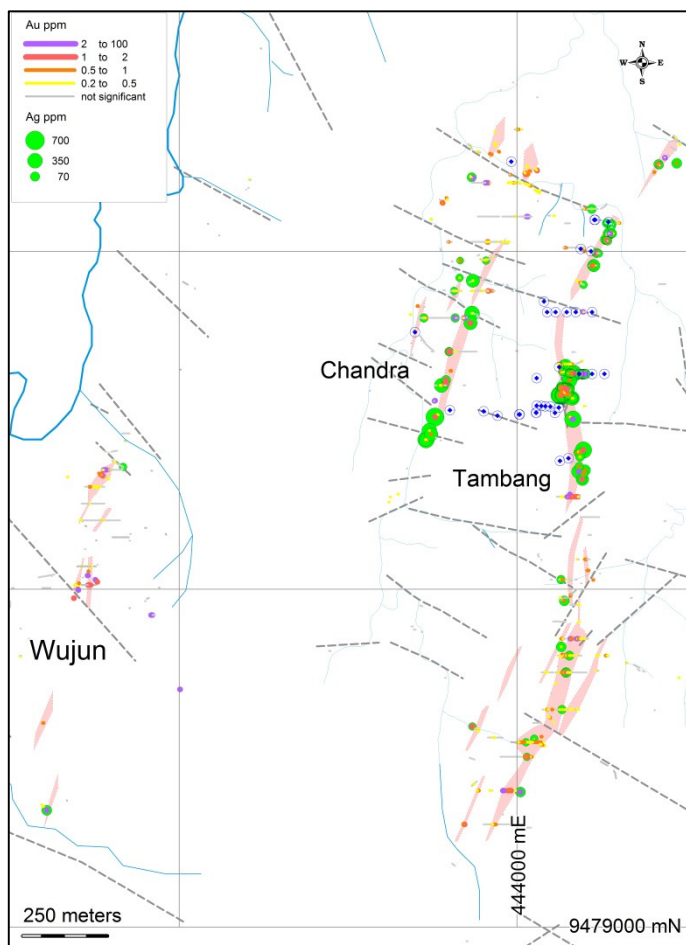 Au ppm
2 to 100
1 to 2
0.5 to 1
0.2 to 0.5
not significant
Ag ppm
700
350
70
N
W E
S
Chandra
Tambang
Wujun
444000 mE
250 meters
9479000 mN